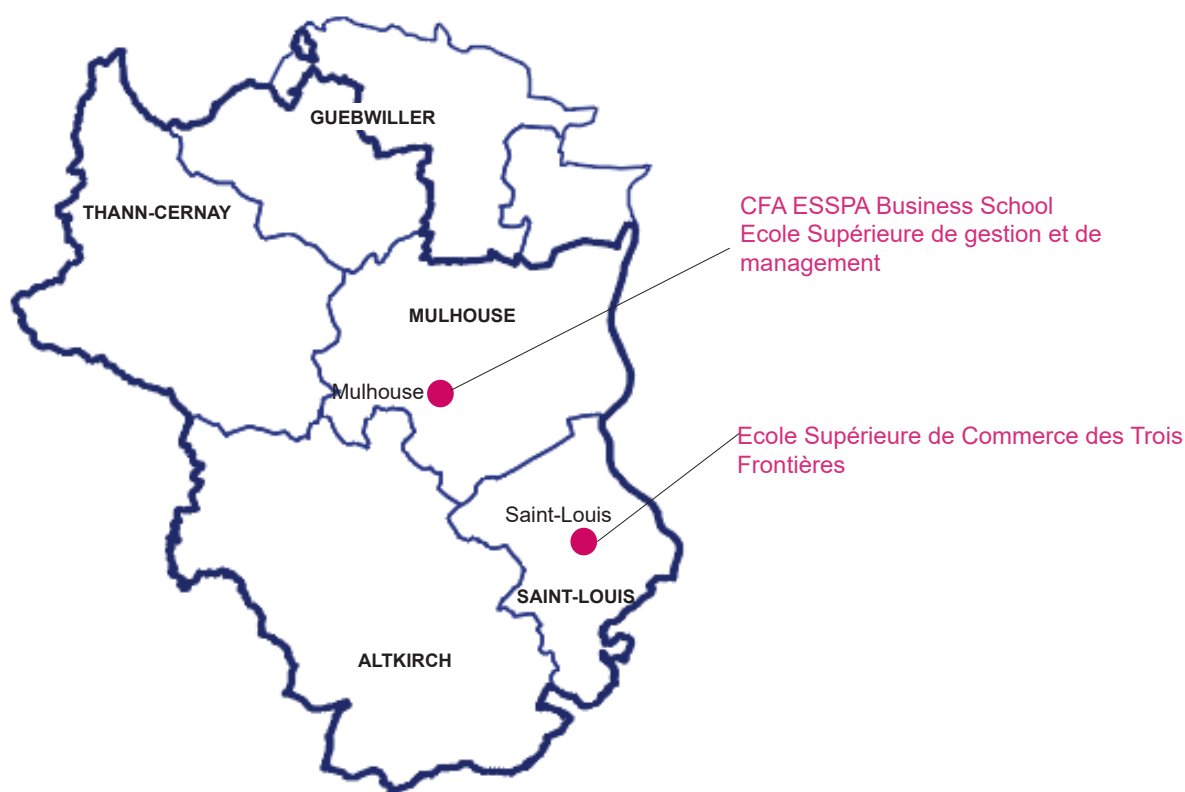 GUEBWILLER
THANN-CERNAY
CFA ESSPA Business School
Ecole Supérieure de gestion et de
management
MULHOUSE
Mulhouse
Ecole Supérieure de Commerce des Trois
Frontières
Saint-Louis
SAINT-LOUIS
ALTKIRCH